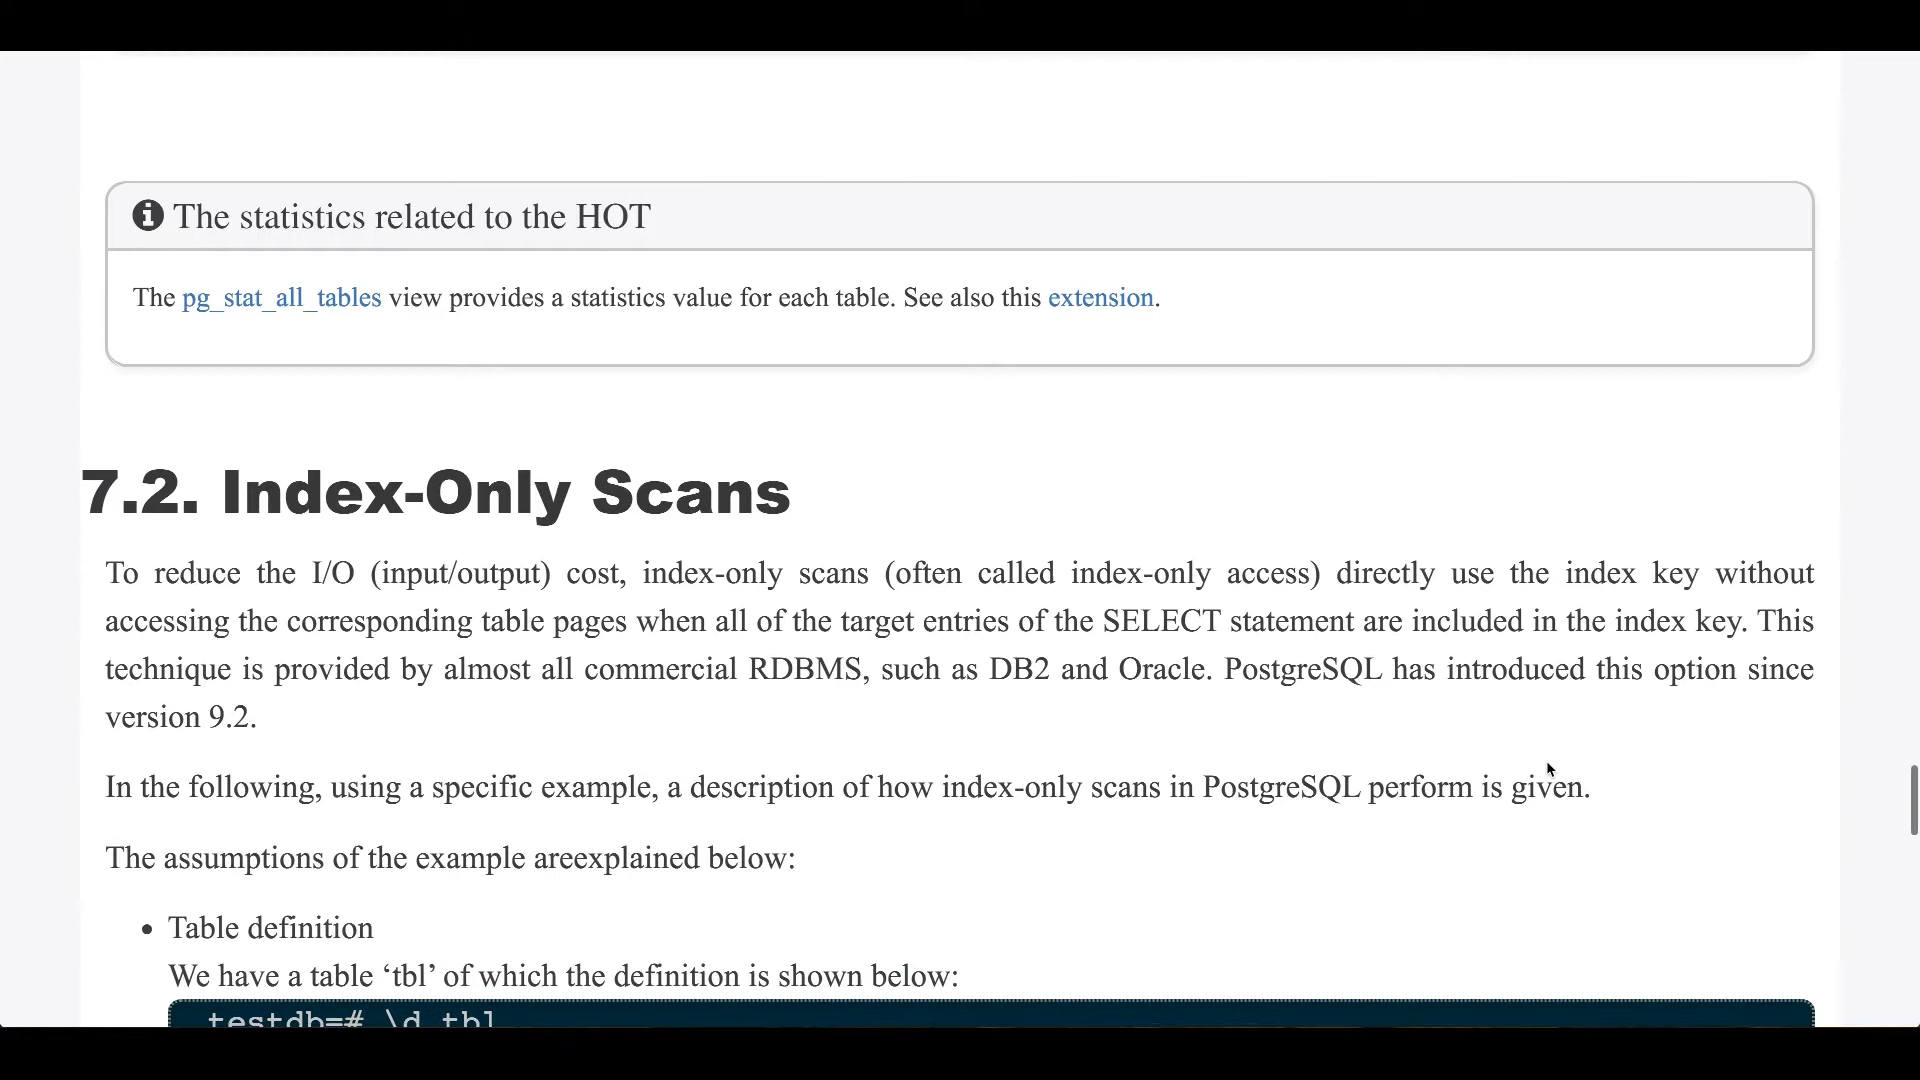 The statistics related to the HOT
The pg_stat_all_tables view provides a statistics value for each table. See also this extension.
7.2. Index-Only Scans
To reduce the I/O (input/output) cost, index-only scans (often called index-only access) directly use the index key without
accessing the corresponding table pages when all of the target entries of the SELECT statement are included in the index key. This
technique is provided by almost all commercial RDBMS, such as DB2 and Oracle. PostgreSQL has introduced this option since
version 9.2.
In the following, using a specific example, a description of how index-only scans in PostgreSQL perform is given.
The assumptions of the example areexplained below:
• Table definition
We have a table ‘tbl’ of which the definition is shown below:
testdb=# \d tbl